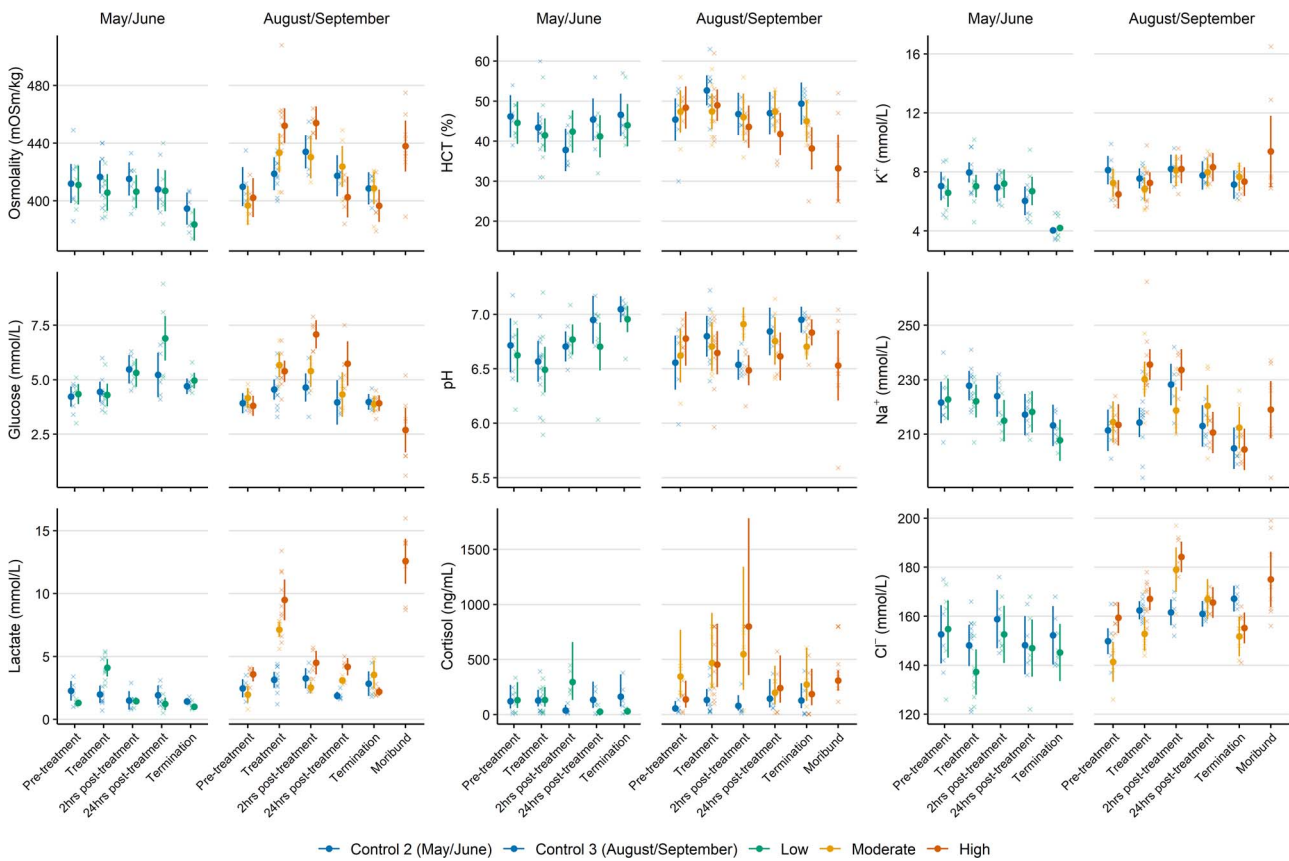 May/June August/September May/June August/September May/June August/September
Osmolality (mOSm/kg)
480
440
400
HCT (%)
60
50
40
30
20
K⁺ (mmol/L)
16
12
8
4
Glucose (mmol/L)
7.5
5.0
2.5
pH
7.0
6.5
6.0
5.5
Na⁺ (mmol/L)
250
230
210
Lactate (mmol/L)
15
10
5
0
Cortisol (ng/mL)
1500
1000
500
0
Cl⁻ (mmol/L)
200
180
160
140
120
Pre-treatment
Treatment
2hrs post-treatment
24hrs post-treatment
Termination
Pre-treatment
Treatment
2hrs post-treatment
24hrs post-treatment
Termination
Moribund
Pre-treatment
Treatment
2hrs post-treatment
24hrs post-treatment
Termination
Pre-treatment
Treatment
2hrs post-treatment
24hrs post-treatment
Termination
Moribund
Pre-treatment
Treatment
2hrs post-treatment
24hrs post-treatment
Termination
Pre-treatment
Treatment
2hrs post-treatment
24hrs post-treatment
Termination
Moribund
Control 2 (May/June) Control 3 (August/September) Low Moderate High